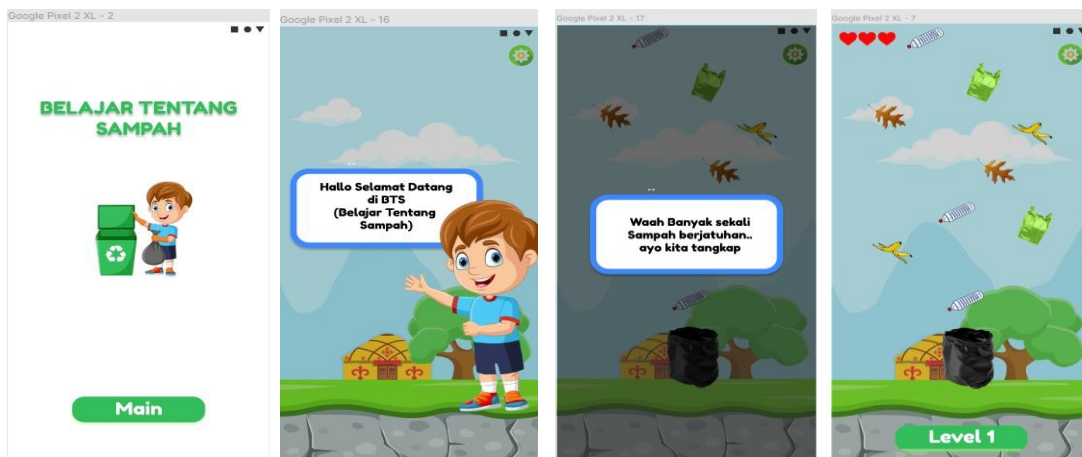 Google Pixel 2 XL - 2
BELAJAR TENTANG
SAMPAH
Main
Google Pixel 2 XL - 16
Hallo Selamat Datang
di BTS
(Belajar Tentang
Sampah)
Google Pixel 2 XL - 17
Waah Banyak sekali
Sampah berjatuhan..
ayo kita tangkap
Google Pixel 2 XL - 7
Level 1